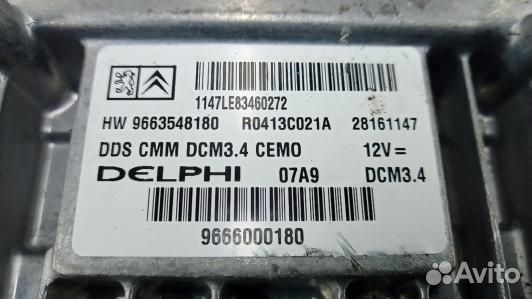 1147LE83460272
HW 9663548180 R0413C021A 28161147
DDS CMM DCM3.4 CEMO 12V=
DELPHI 07A9 DCM3.4
9666000180
Avito